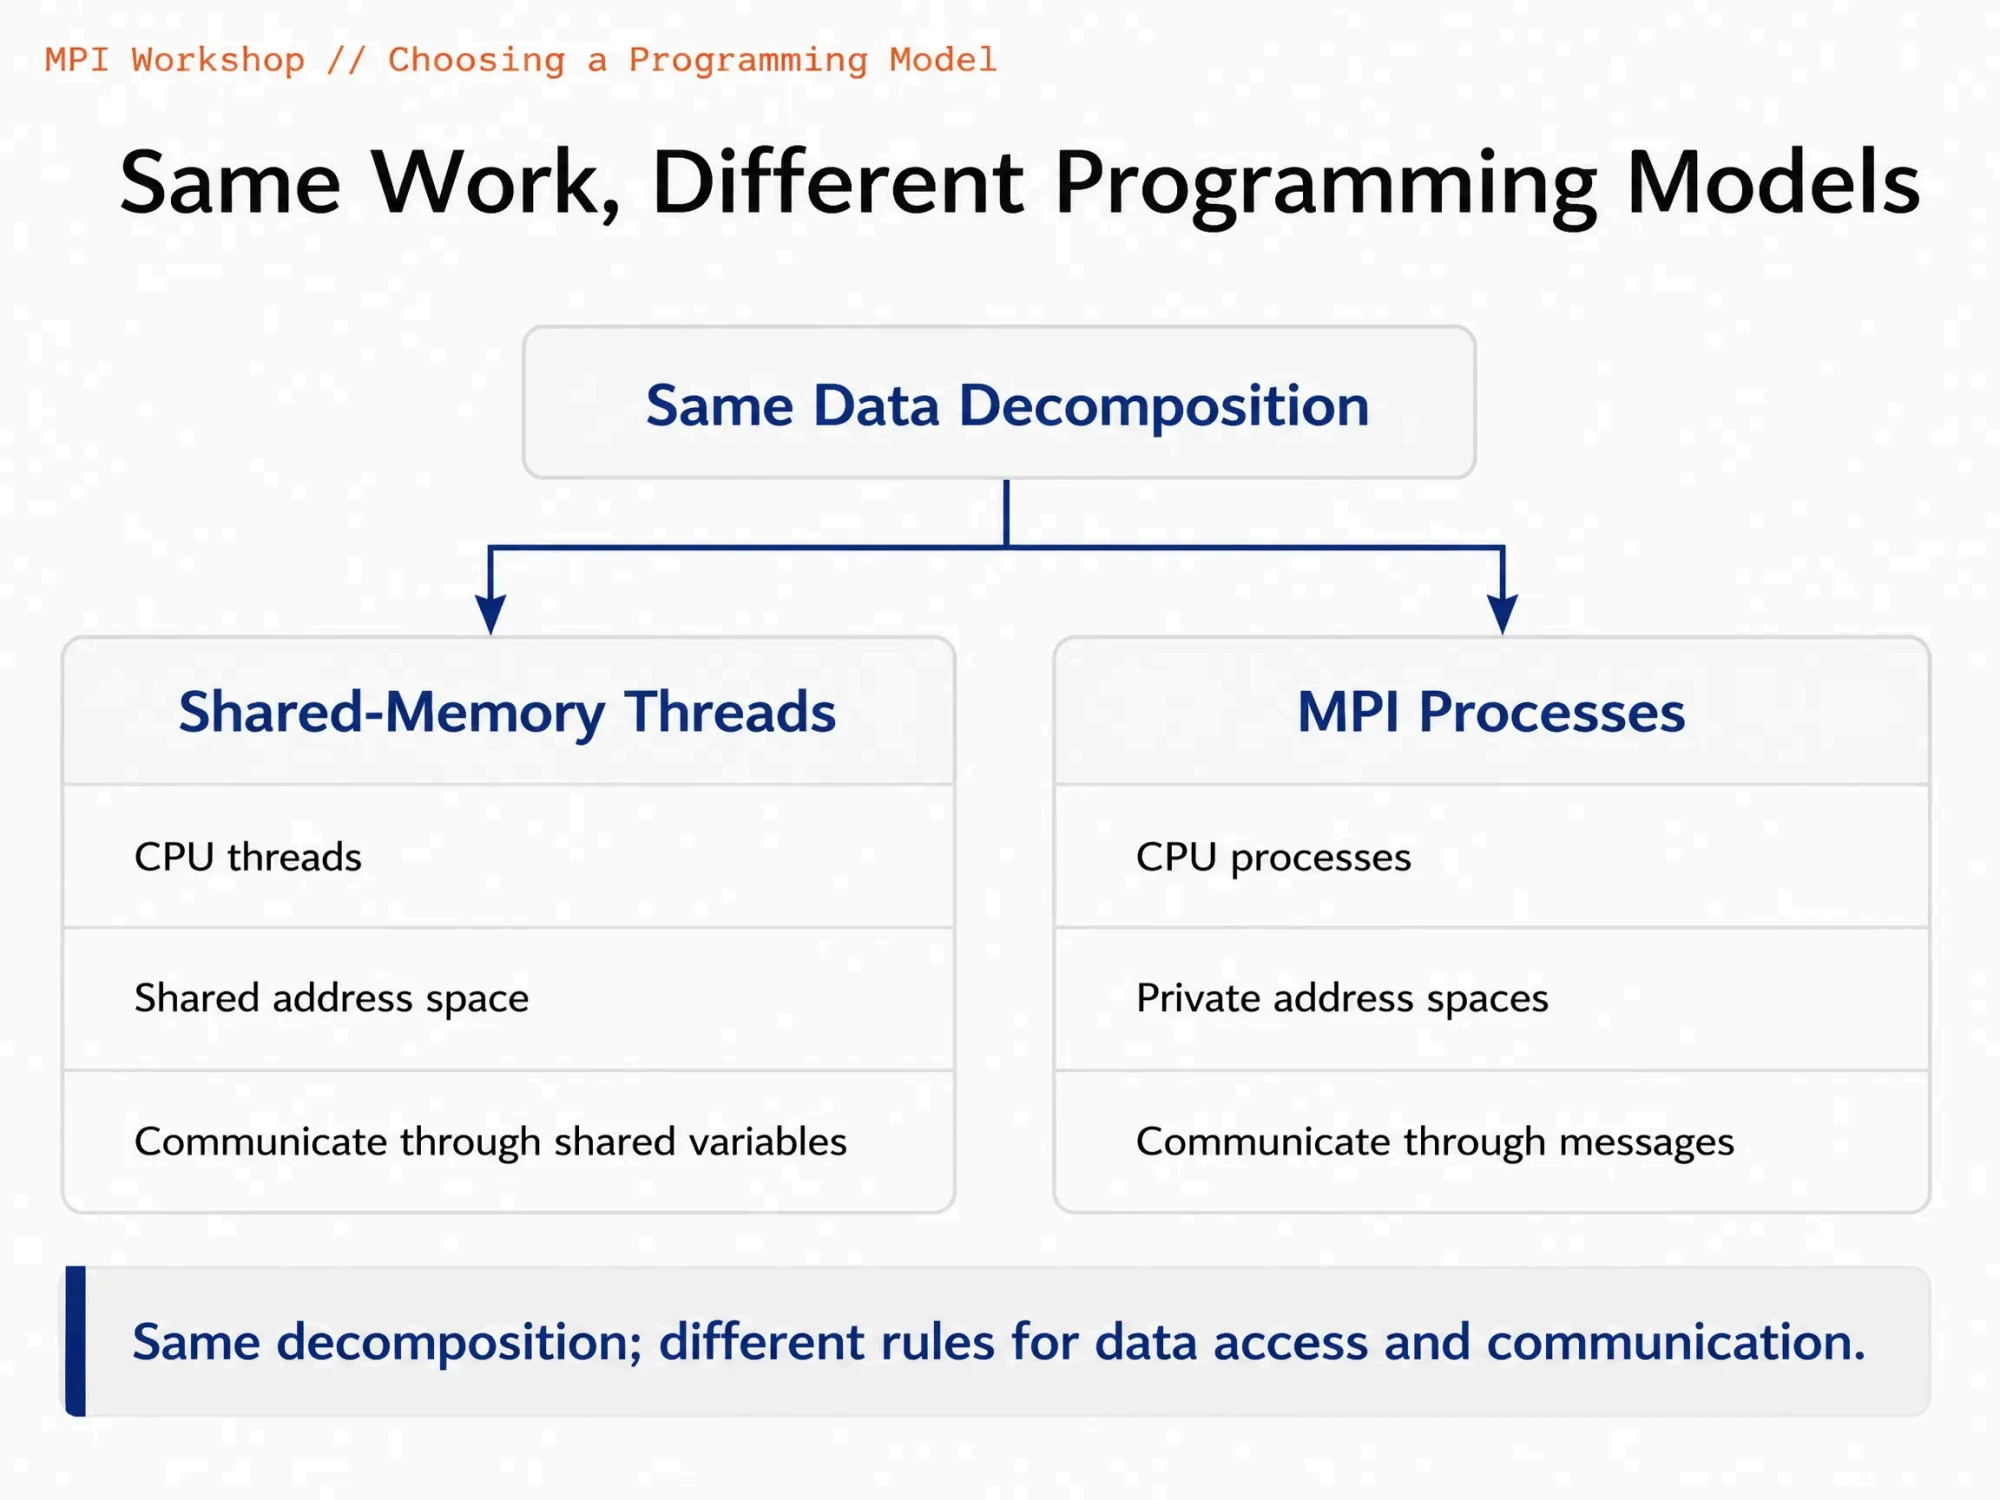 MPI Workshop // Choosing a Programming Model
Same Work, Different Programming Models
Same Data Decomposition
Shared-Memory Threads
CPU threads
Shared address space
Communicate through shared variables
MPI Processes
CPU processes
Private address spaces
Communicate through messages
Same decomposition; different rules for data access and communication.